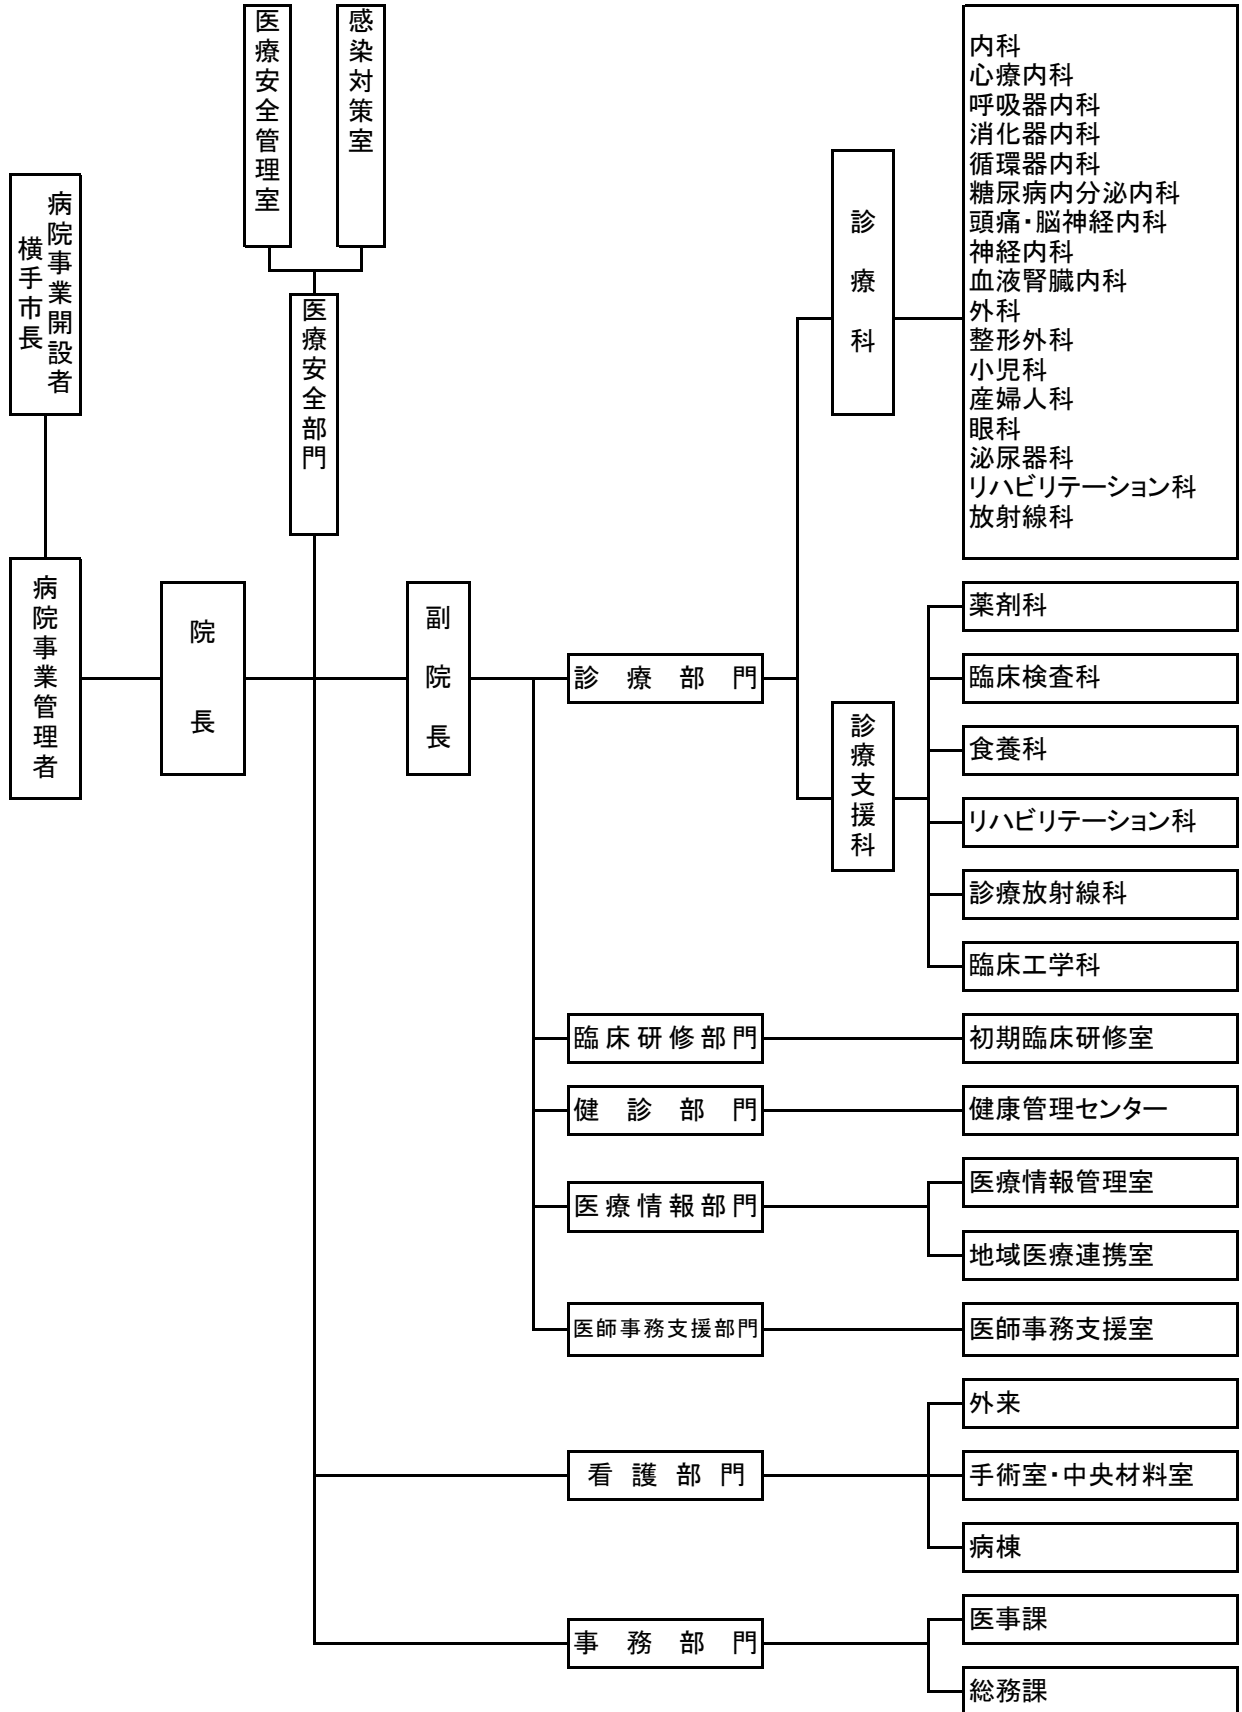 医療安全管理室
感染対策室
病院事業開設者
横手市長
医療安全部門
病院事業管理者
院長
副院長
診療部門
診療科
内科
心療内科
呼吸器内科
消化器内科
循環器内科
糖尿病内分泌内科
頭痛・脳神経内科
神経内科
血液腎臓内科
外科
整形外科
小児科
産婦人科
眼科
泌尿器科
リハビリテーション科
放射線科
診療支援科
薬剤科
臨床検査科
食養科
リハビリテーション科
診療放射線科
臨床工学科
臨床研修部門
初期臨床研修室
健診部門
健康管理センター
医療情報部門
医療情報管理室
地域医療連携室
医師事務支援部門
医師事務支援室
看護部門
外来
手術室・中央材料室
病棟
事務部門
医事課
総務課